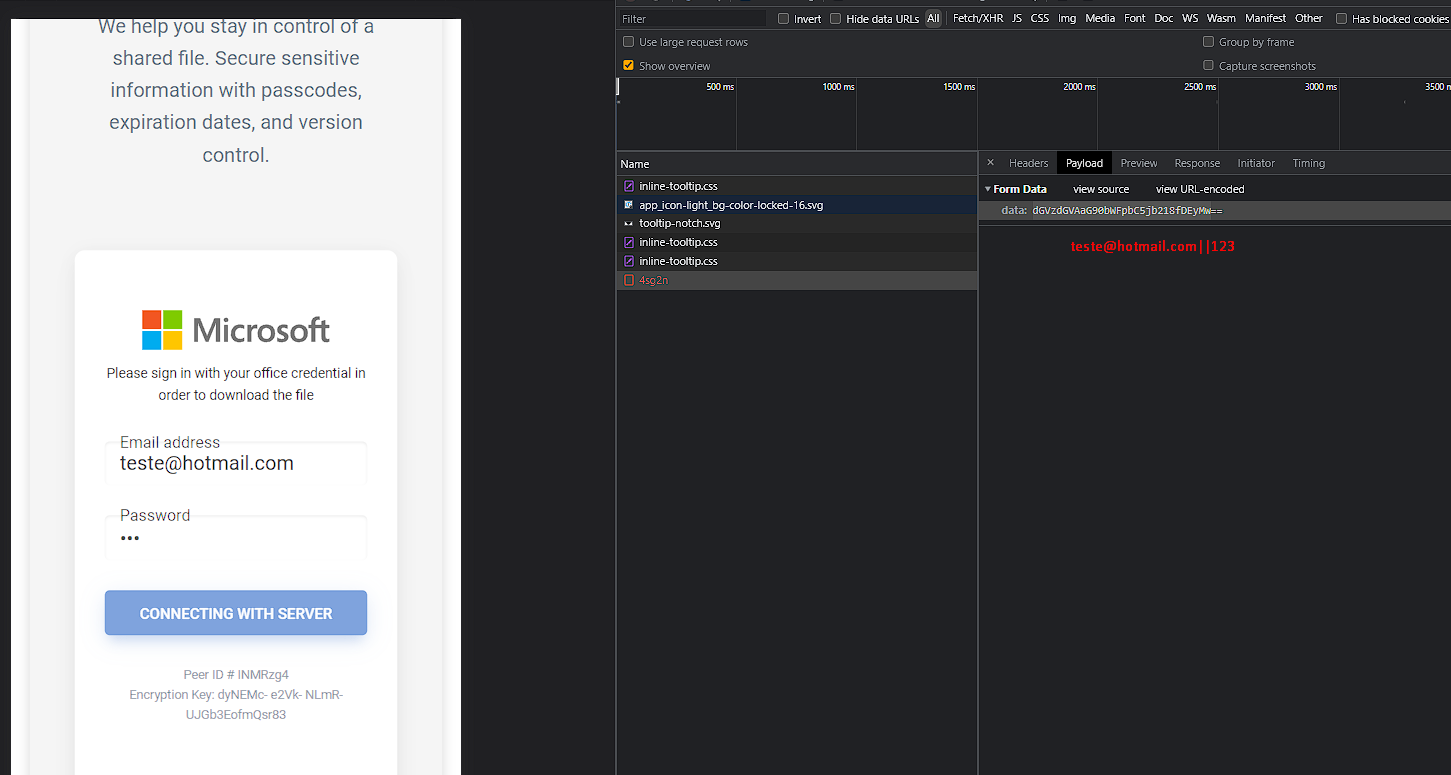 We help you stay in control of a
shared file. Secure sensitive
information with passcodes,
expiration dates, and version
control.
Microsoft
Please sign in with your office credential in
order to download the file
Email address
teste@hotmail.com
Password
•••
CONNECTING WITH SERVER
Peer ID # INMRzg4
Encryption Key: dyNEMc- e2Vk- NLmR-
UJGb3EofmQsr83
Filter
Invert
Hide data URLs
All
Fetch/XHR JS CSS Img Media Font Doc WS Wasm Manifest Other
Has blocked cookies
Use large request rows
Group by frame
Show overview
Capture screenshots
500 ms 1000 ms 1500 ms 2000 ms 2500 ms 3000 ms 3500 m
Name
inline-tooltip.css
app_icon-light_bg-color-locked-16.svg
tooltip-notch.svg
inline-tooltip.css
inline-tooltip.css
4sg2n
× Headers Payload Preview Response Initiator Timing
▼ Form Data view source view URL-encoded
data: dGVzdGVAaG90bWFpbC5jb218fDEyMw==
teste@hotmail.com||123